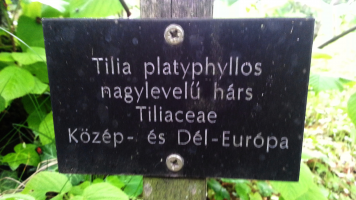 Tilia platyphyllos
nagylevelű hárs
Tiliaceae
Közép- és Dél-Európa